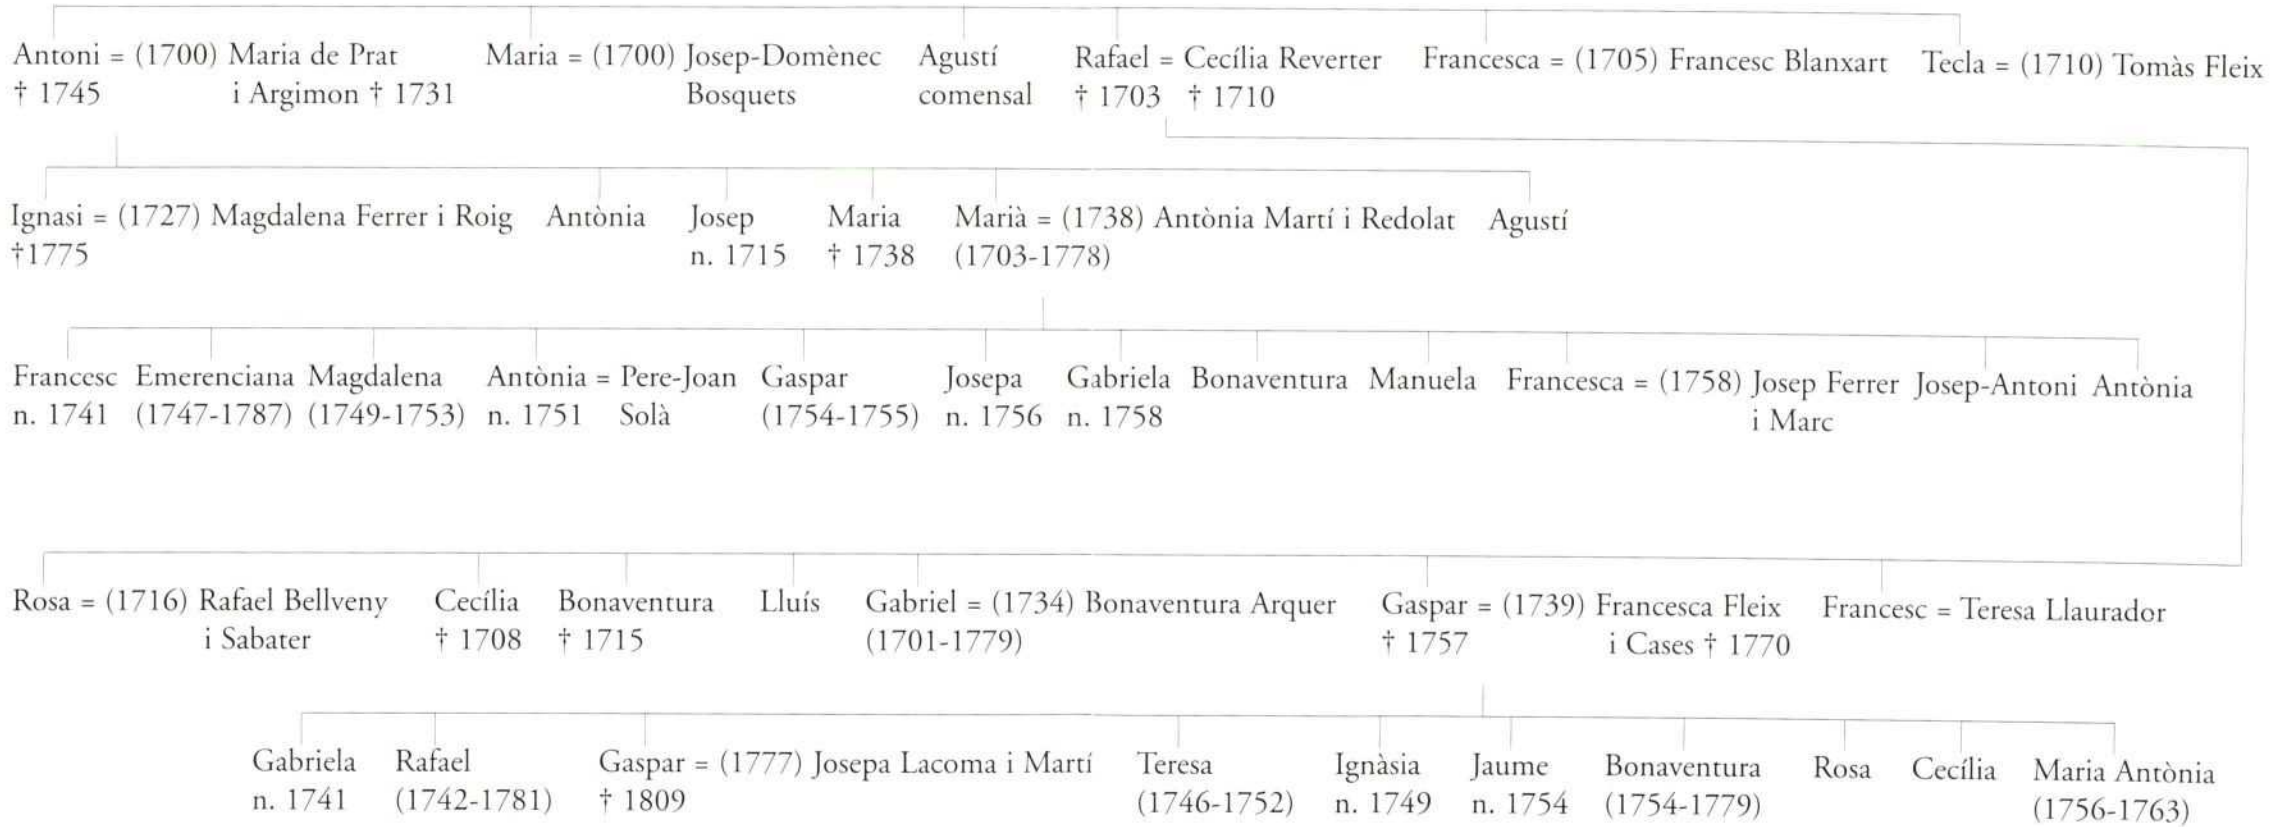 Antoni = (1700) Maria de Prat Maria = (1700) Josep-Domènec Agustí Rafael = Cecília Reverter Francesca = (1705) Francesc Blanxart Tecla = (1710) Tomàs Fleix
† 1745 i Argimon † 1731 Bosquets comensal † 1703 † 1710
Ignasi = (1727) Magdalena Ferrer i Roig Antònia Josep Maria Marià = (1738) Antònia Martí i Redolat Agustí
†1775 n. 1715 † 1738 (1703-1778)
Francesc Emerenciana Magdalena Antònia = Pere-Joan Gaspar Josepa Gabriela Bonaventura Manuela Francesca = (1758) Josep Ferrer Josep-Antoni Antònia
n. 1741 (1747-1787) (1749-1753) n. 1751 Solà (1754-1755) n. 1756 n. 1758 i Marc
Rosa = (1716) Rafael Bellveny Cecília Bonaventura Lluís Gabriel = (1734) Bonaventura Arquer Gaspar = (1739) Francesca Fleix Francesc = Teresa Llaurador
i Sabater † 1708 † 1715 (1701-1779) † 1757 i Cases † 1770
Gabriela Rafael Gaspar = (1777) Josepa Lacoma i Martí Teresa Ignàsia Jaume Bonaventura Rosa Cecília Maria Antònia
n. 1741 (1742-1781) † 1809 (1746-1752) n. 1749 n. 1754 (1754-1779) (1756-1763)